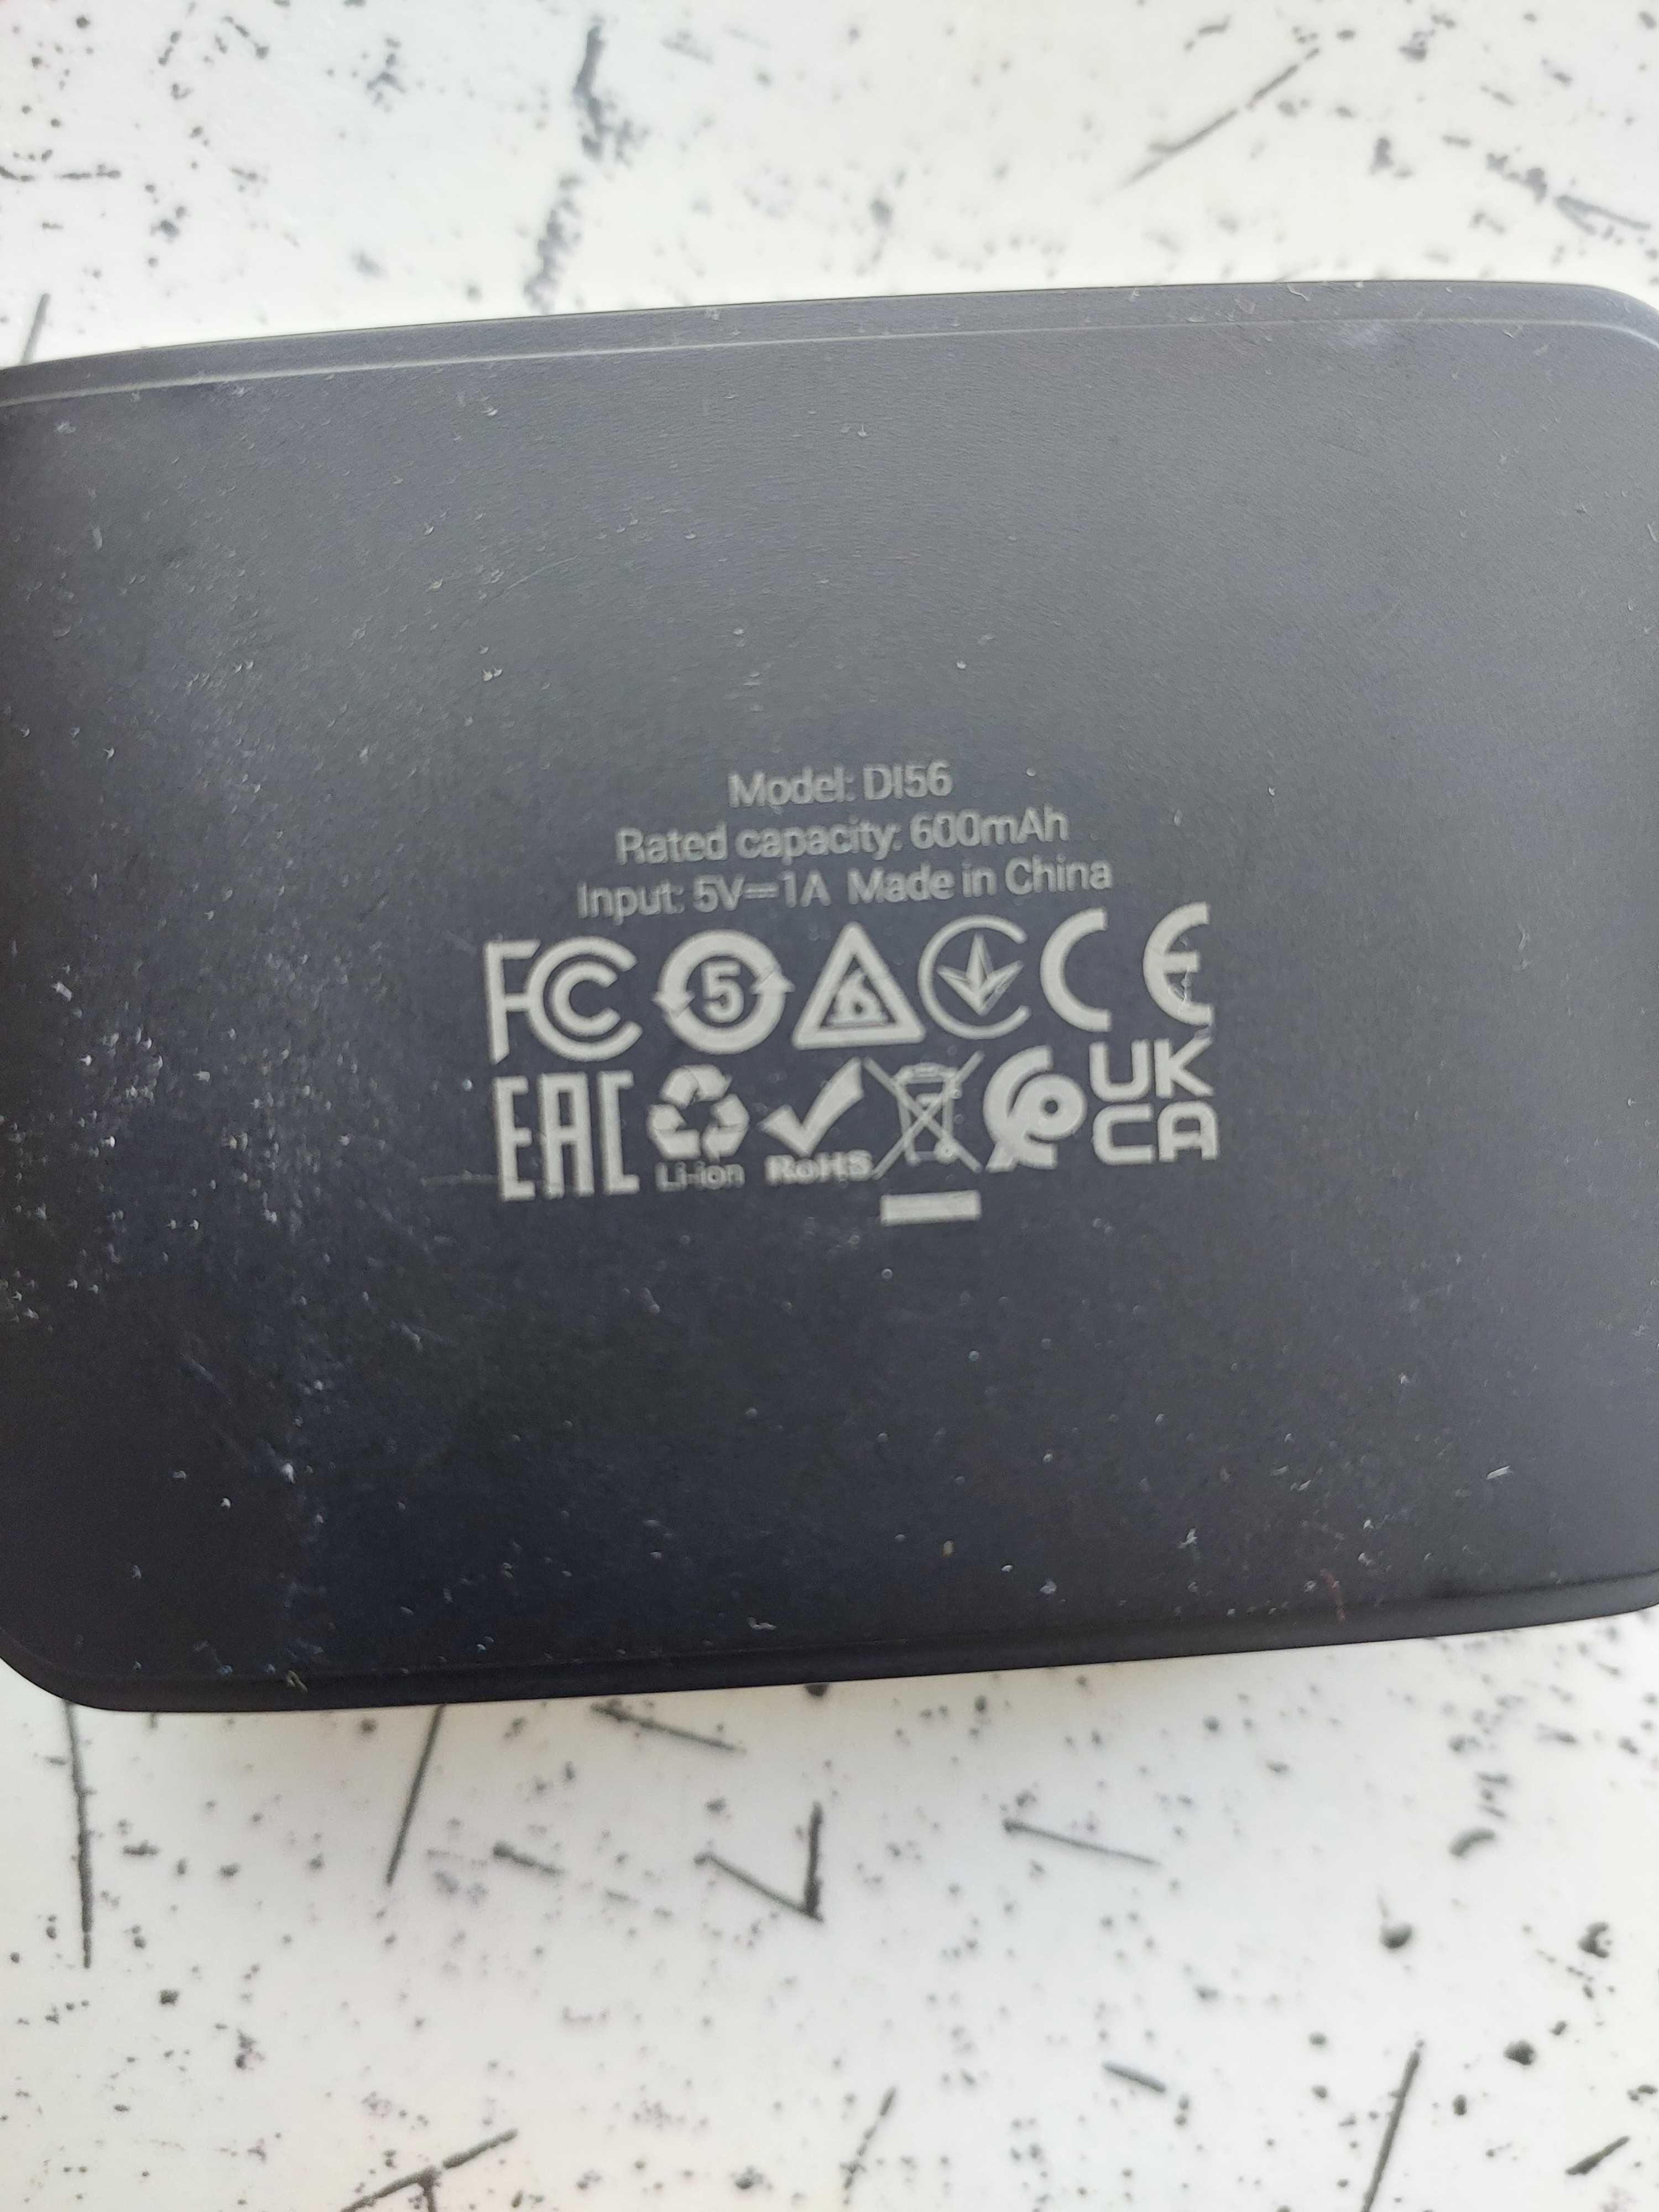 Model: DI56
Rated capacity: 600mAh
Input: 5V⎓1A Made in China
FC 5 6 CE
EAC Li-ion RoHS UK
CA